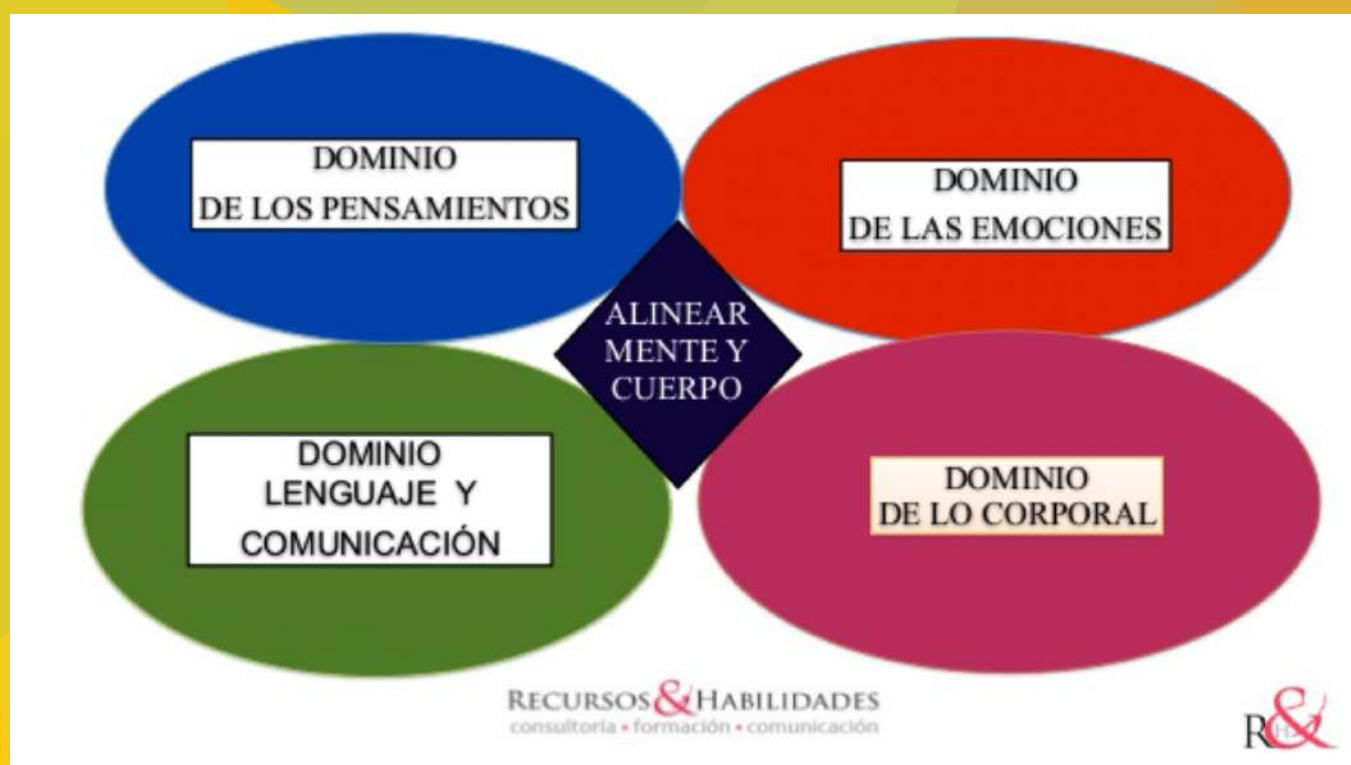 DOMINIO
DE LOS PENSAMIENTOS
DOMINIO
DE LAS EMOCIONES
ALINEAR
MENTE Y
CUERPO
DOMINIO
LENGUAJE Y
COMUNICACIÓN
DOMINIO
DE LO CORPORAL
RECURSOS & HABILIDADES
consultoría • formación • comunicación
R&H